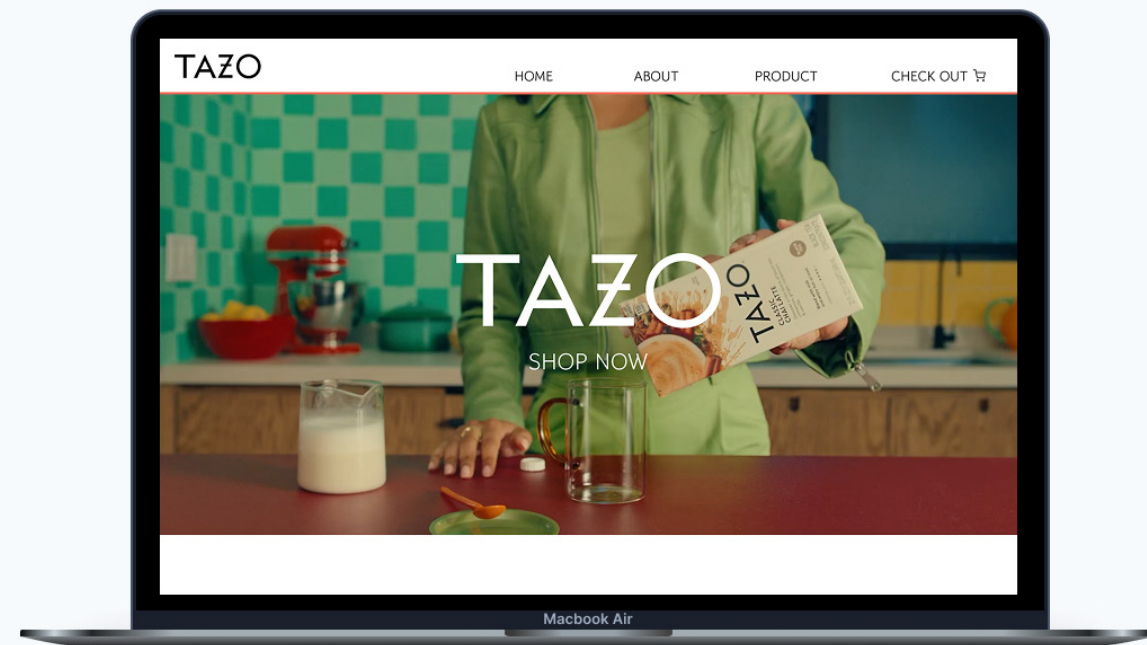 TAZO
HOME ABOUT PRODUCT CHECK OUT
TAZO
SHOP NOW
TAZO
CLASSIC
CHAI LATTE
Macbook Air